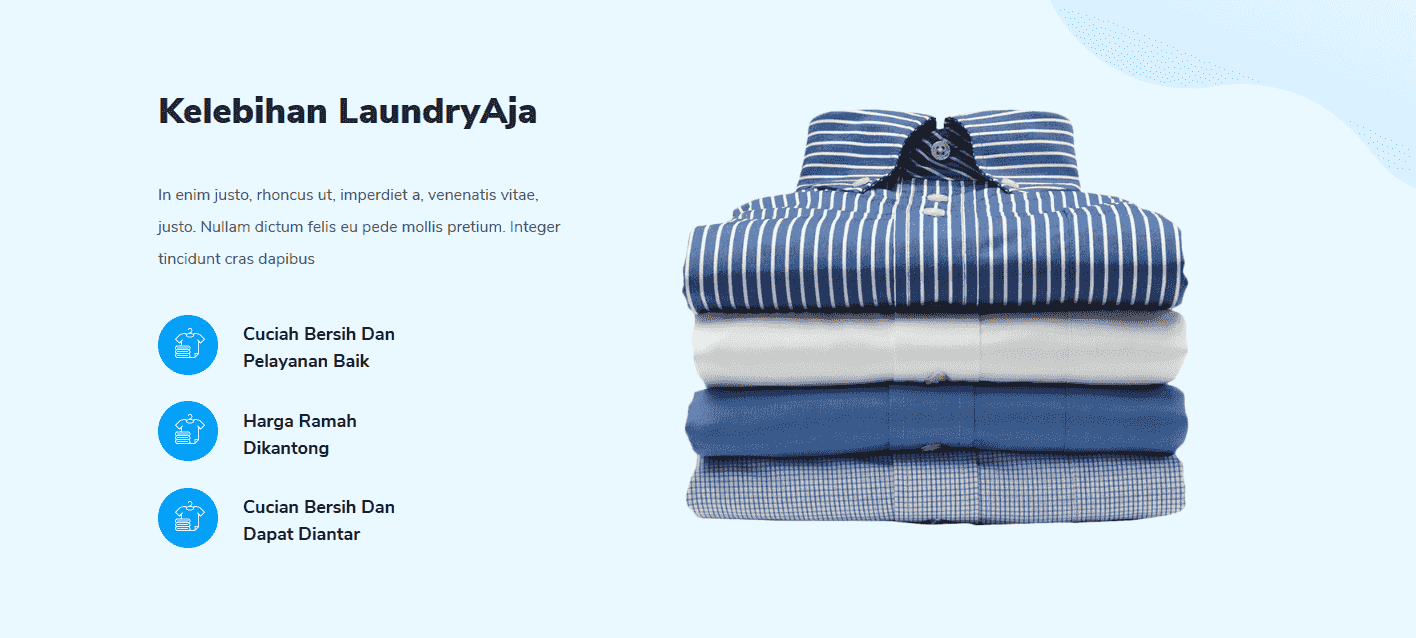 Kelebihan LaundryAja
In enim justo, rhoncus ut, imperdiet a, venenatis vitae,
justo. Nullam dictum felis eu pede mollis pretium. Integer
tincidunt cras dapibus
Cuciah Bersih Dan
Pelayanan Baik
Harga Ramah
Dikantong
Cucian Bersih Dan
Dapat Diantar